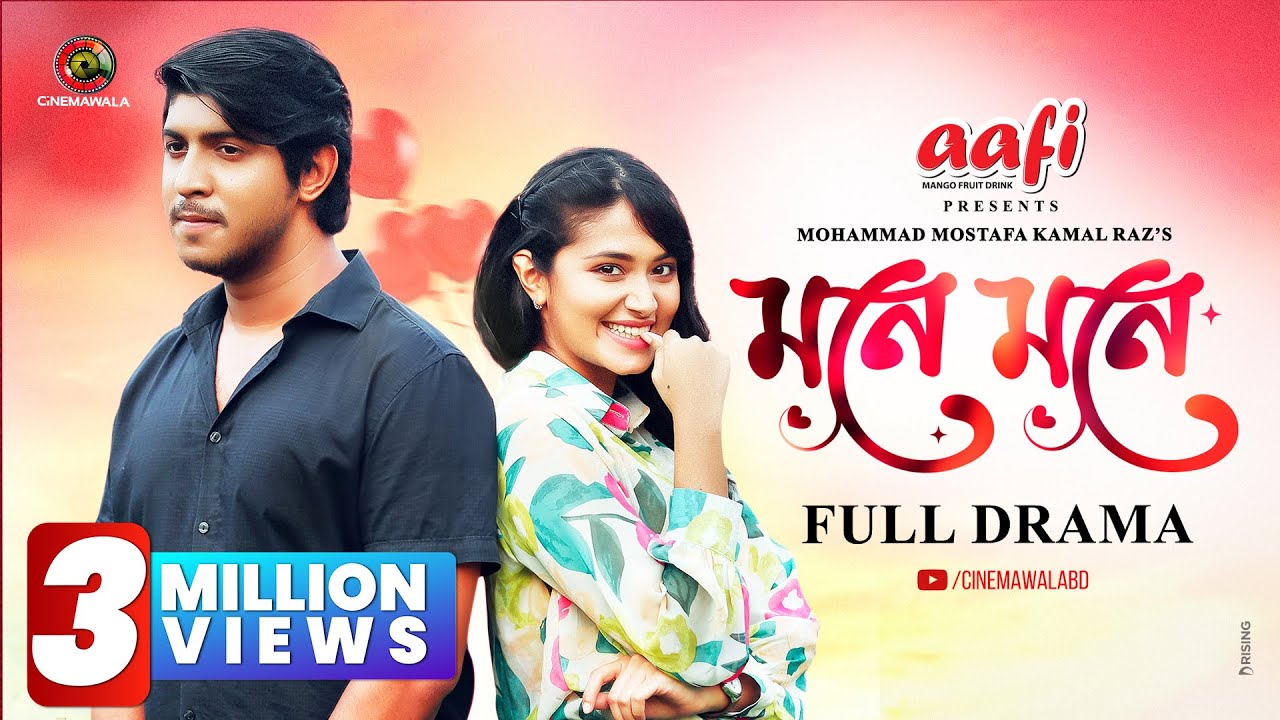 CiNEMAWALA
aafi
MANGO FRUIT DRINK
PRESENTS
MOHAMMAD MOSTAFA KAMAL RAZ'S
মনে মনে
FULL DRAMA
/CINEMAWALABD
3 MILLION
VIEWS
RISING